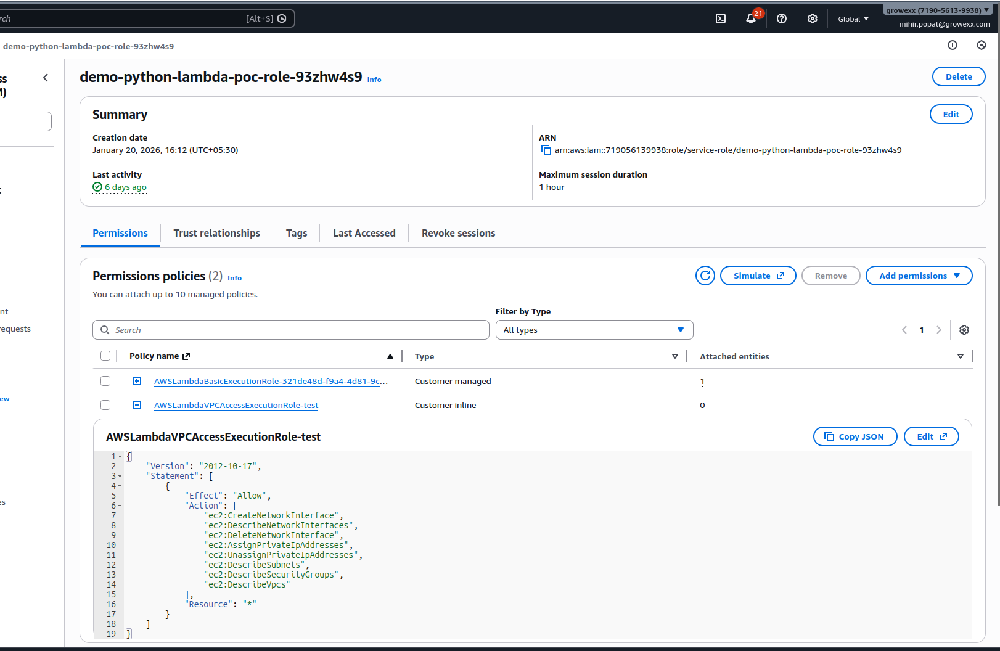 rch [Alt+S] 21 Global growexx (7190-5613-9938)
mihir.popat@growexx.com
demo-python-lambda-poc-role-93zhw4s9
demo-python-lambda-poc-role-93zhw4s9 Info Delete
Summary Edit
Creation date
January 20, 2026, 16:12 (UTC+05:30)
ARN
arn:aws:iam::719056139938:role/service-role/demo-python-lambda-poc-role-93zhw4s9
Last activity
6 days ago
Maximum session duration
1 hour
Permissions Trust relationships Tags Last Accessed Revoke sessions
Permissions policies (2) Info Simulate Remove Add permissions
You can attach up to 10 managed policies.
Filter by Type
Search All types 1
nt
requests
Policy name Type Attached entities
AWSLambdaBasicExecutionRole-321de48d-f9a4-4d81-9c... Customer managed 1
ew
AWSLambdaVPCAccessExecutionRole-test Customer inline 0
AWSLambdaVPCAccessExecutionRole-test Copy JSON Edit
1 {
2 "Version": "2012-10-17",
3 "Statement": [
4 {
5 "Effect": "Allow",
6 "Action": [
7 "ec2:CreateNetworkInterface",
8 "ec2:DescribeNetworkInterfaces",
9 "ec2:DeleteNetworkInterface",
10 "ec2:AssignPrivateIpAddresses",
11 "ec2:UnassignPrivateIpAddresses",
12 "ec2:DescribeSubnets",
13 "ec2:DescribeSecurityGroups",
14 "ec2:DescribeVpcs"
15 ],
16 "Resource": "*"
17 }
18 ]
19 }